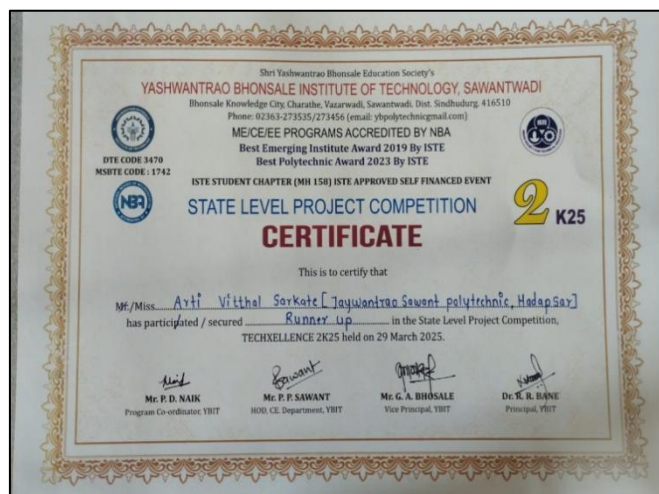 Shri Yashwantrao Bhonsale Education Society's
YASHWANTRAO BHONSALE INSTITUTE OF TECHNOLOGY, SAWANTWADI
Bhonsale Knowledge City, Charathe, Vazarwadi, Sawantwadi, Dist. Sindhudurg. 416510
Phone: 02363-273535/273456 (email: ybpolytechnicgmail.com)
ME/CE/EE PROGRAMS ACCREDITED BY NBA
Best Emerging Institute Award 2019 By ISTE
Best Polytechnic Award 2023 By ISTE
DTE CODE 3470
MSBTE CODE : 1742
ISTE STUDENT CHAPTER (MH 158) ISTE APPROVED SELF FINANCED EVENT
NBA
STATE LEVEL PROJECT COMPETITION
2 K25
CERTIFICATE
This is to certify that
Mr./Miss. Arti Vitthal Sarkate [Jaywantrao Sawant polytechnic, Hadapsar]
has participated / secured Runner up in the State Level Project Competition,
TECHXELLENCE 2K25 held on 29 March 2025.
Mr. P. D. NAIK
Program Co-ordinator, YBIT
Mr. P. P. SAWANT
HOD, CE. Department, YBIT
Mr. G. A. BHOSALE
Vice Principal, YBIT
Dr. R. R. BANE
Principal, YBIT